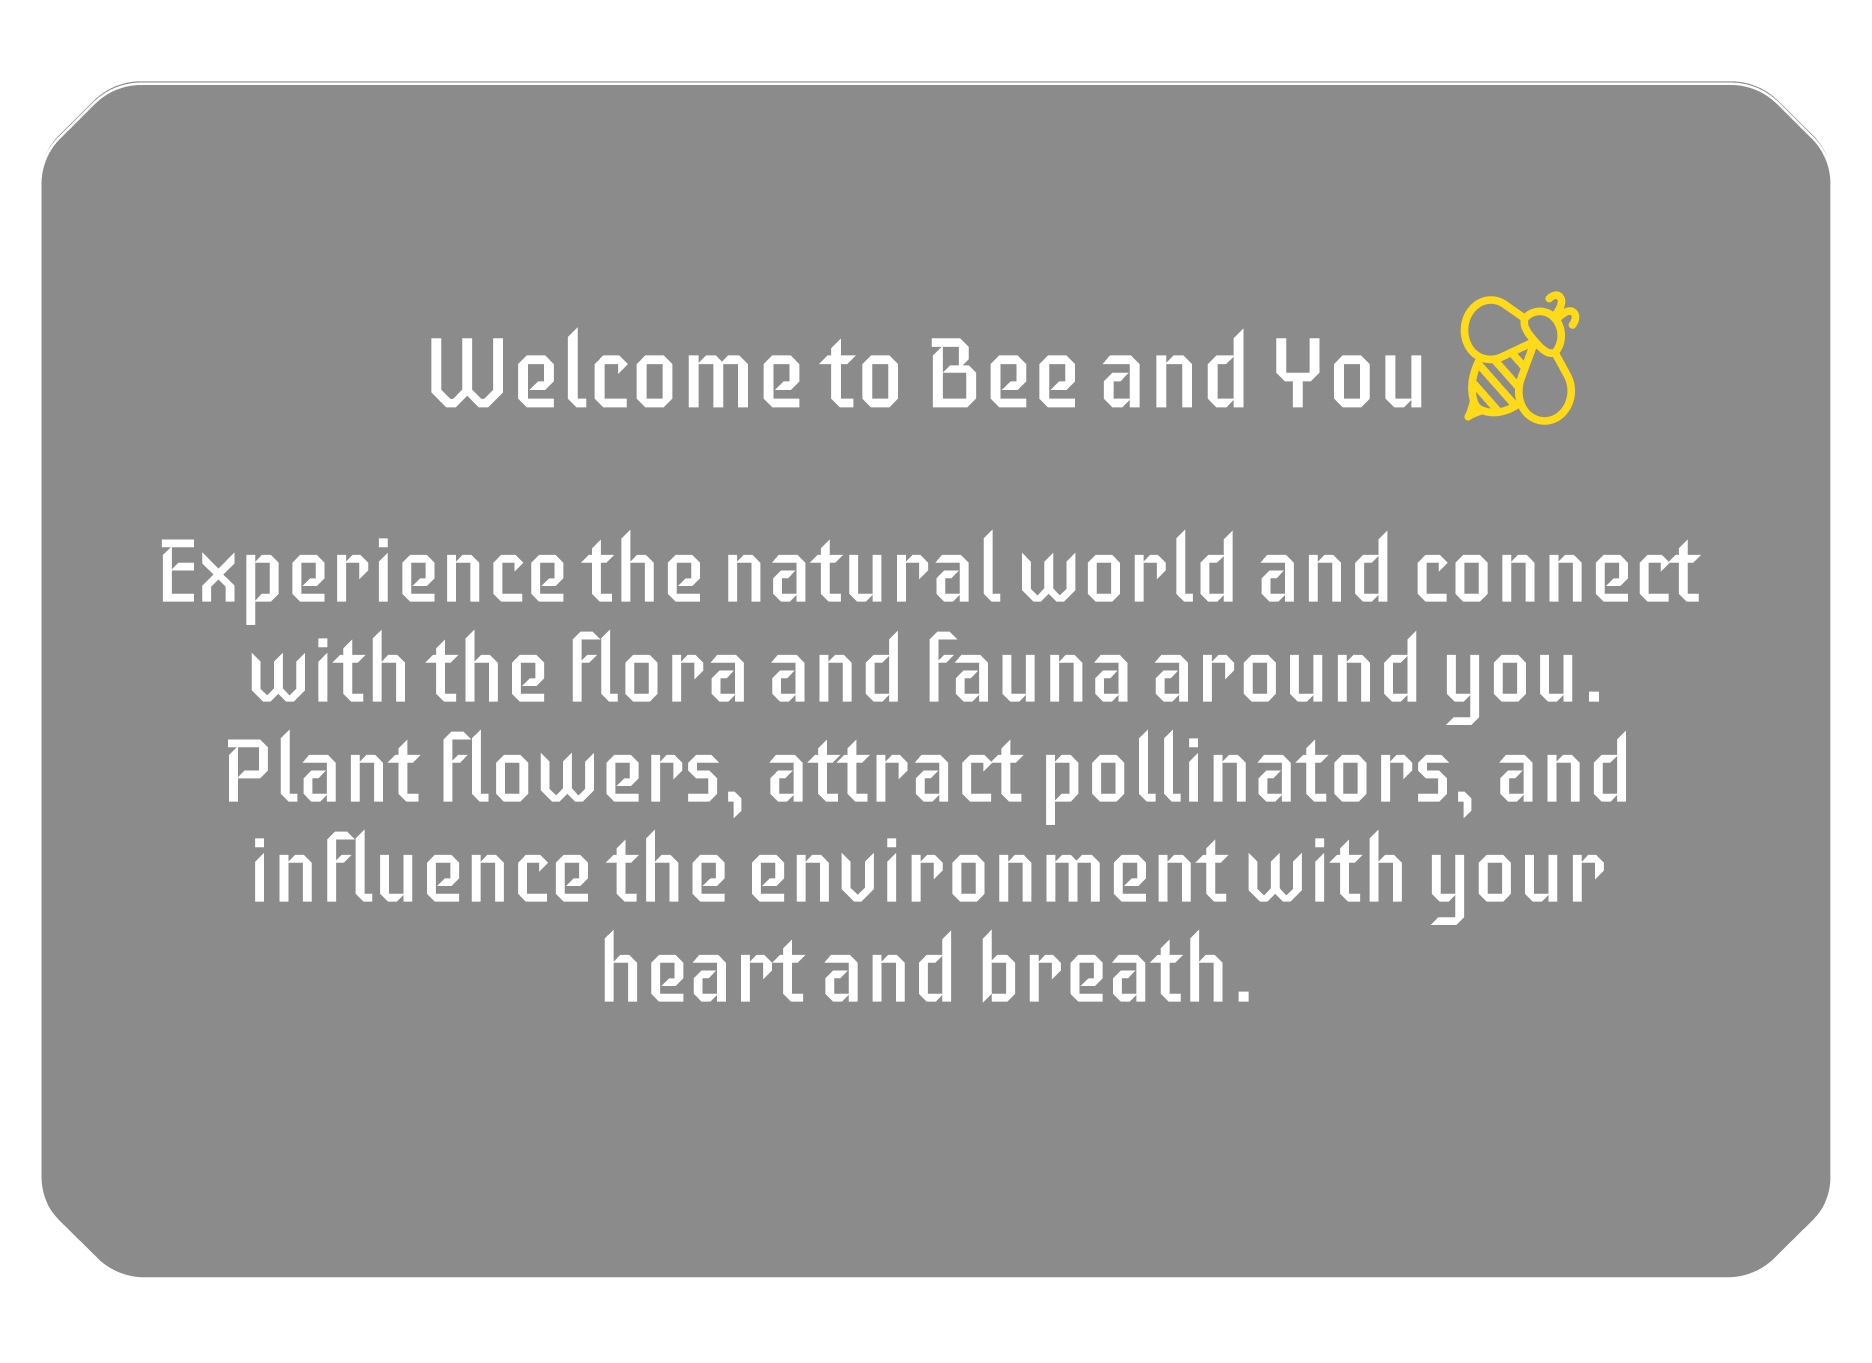 Welcome to Bee and You
Experience the natural world and connect
with the flora and fauna around you.
Plant flowers, attract pollinators, and
influence the environment with your
heart and breath.